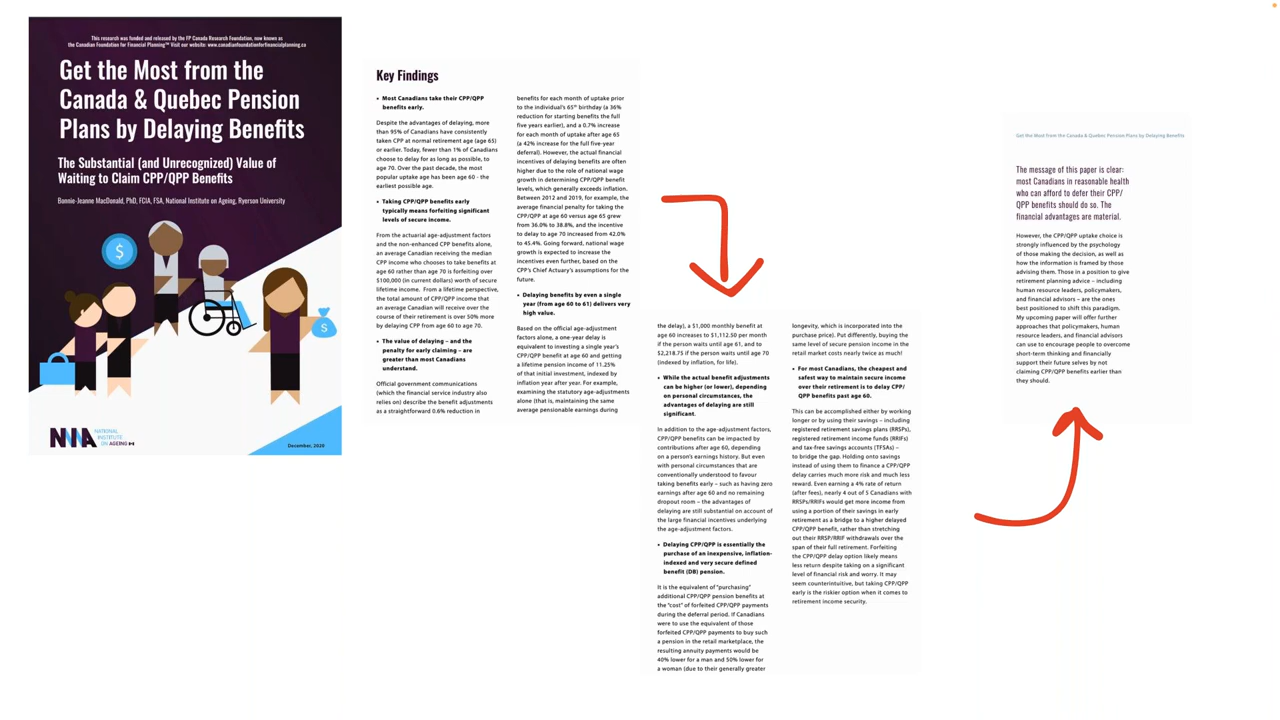 This research was funded and released by the FP Canada Research Foundation, now known as
the Canadian Foundation for Financial Planning™ Visit our website: www.canadianfoundationforfinancialplanning.ca
Get the Most from the
Canada & Quebec Pension
Plans by Delaying Benefits
The Substantial (and Unrecognized) Value of
Waiting to Claim CPP/QPP Benefits
Bonnie-Jeanne MacDonald, PhD, FCIA, FSA, National Institute on Ageing, Ryerson University
$
$
NIA NATIONAL
INSTITUTE
ON AGEING
December, 2020
Key Findings
• Most Canadians take their CPP/QPP
benefits early.
Despite the advantages of delaying, more
than 95% of Canadians have consistently
taken CPP at normal retirement age (age 65)
or earlier. Today, fewer than 1% of Canadians
choose to delay for as long as possible, to
age 70. Over the past decade, the most
popular uptake age has been age 60 - the
earliest possible age.
• Taking CPP/QPP benefits early
typically means forfeiting significant
levels of secure income.
From the actuarial age-adjustment factors
and the non-enhanced CPP benefits alone,
an average Canadian receiving the median
CPP income who chooses to take benefits at
age 60 rather than age 70 is forfeiting over
$100,000 (in current dollars) worth of secure
lifetime income. From a lifetime perspective,
the total amount of CPP/QPP income that
an average Canadian will receive over the
course of their retirement is over 50% more
by delaying CPP from age 60 to age 70.
• The value of delaying – and the
penalty for early claiming – are
greater than most Canadians
understand.
Official government communications
(which the financial service industry also
relies on) describe the benefit adjustments
as a straightforward 0.6% reduction in
benefits for each month of uptake prior
to the individual's 65th birthday (a 36%
reduction for starting benefits the full
five years earlier), and a 0.7% increase
for each month of uptake after age 65
(a 42% increase for the full five-year
deferral). However, the actual financial
incentives of delaying benefits are often
higher due to the role of national wage
growth in determining CPP/QPP benefit
levels, which generally exceeds inflation.
Between 2012 and 2019, for example, the
average financial penalty for taking the
CPP/QPP at age 60 versus age 65 grew
from 36.0% to 38.8%, and the incentive
to delay to age 70 increased from 42.0%
to 45.4%. Going forward, national wage
growth is expected to increase the
incentives even further, based on the
CPP's Chief Actuary's assumptions for the
future.
• Delaying benefits by even a single
year (from age 60 to 61) delivers very
high value.
Based on the official age-adjustment
factors alone, a one-year delay is
equivalent to investing a single year's
CPP/QPP benefit at age 60 and getting
a lifetime pension income of 11.25%
of that initial investment, indexed by
inflation year after year. For example,
examining the statutory age-adjustments
alone (that is, maintaining the same
average pensionable earnings during
the delay), a $1,000 monthly benefit at
age 60 increases to $1,112.50 per month
if the person waits until age 61, and to
$2,218.75 if the person waits until age 70
(indexed by inflation, for life).
• While the actual benefit adjustments
can be higher (or lower), depending
on personal circumstances, the
advantages of delaying are still
significant.
In addition to the age-adjustment factors,
CPP/QPP benefits can be impacted by
contributions after age 60, depending
on a person's earnings history. But even
with personal circumstances that are
conventionally understood to favour
taking benefits early – such as having zero
earnings after age 60 and no remaining
dropout room – the advantages of
delaying are still substantial on account of
the large financial incentives underlying
the age-adjustment factors.
• Delaying CPP/QPP is essentially the
purchase of an inexpensive, inflation-
indexed and very secure defined
benefit (DB) pension.
It is the equivalent of "purchasing"
additional CPP/QPP pension benefits at
the "cost" of forfeited CPP/QPP payments
during the deferral period. If Canadians
were to use the equivalent of those
forfeited CPP/QPP payments to buy such
a pension in the retail marketplace, the
resulting annuity payments would be
40% lower for a man and 50% lower for
a woman (due to their generally greater
longevity, which is incorporated into the
purchase price). Put differently, buying the
same level of secure pension income in the
retail market costs nearly twice as much!
• For most Canadians, the cheapest and
safest way to maintain secure income
over their retirement is to delay CPP/
QPP benefits past age 60.
This can be accomplished either by working
longer or by using their savings – including
registered retirement savings plans (RRSPs),
registered retirement income funds (RRIFs)
and tax-free savings accounts (TFSAs) –
to bridge the gap. Holding onto savings
instead of using them to finance a CPP/QPP
delay carries much more risk and much less
reward. Even earning a 4% rate of return
(after fees), nearly 4 out of 5 Canadians with
RRSPs/RRIFs would get more income from
using a portion of their savings in early
retirement as a bridge to a higher delayed
CPP/QPP benefit, rather than stretching
out their RRSP/RRIF withdrawals over the
span of their full retirement. Forfeiting
the CPP/QPP delay option likely means
less return despite taking on a significant
level of financial risk and worry. It may
seem counterintuitive, but taking CPP/QPP
early is the riskier option when it comes to
retirement income security.
Get the Most from the Canada & Quebec Pension Plans by Delaying Benefits
The message of this paper is clear:
most Canadians in reasonable health
who can afford to defer their CPP/
QPP benefits should do so. The
financial advantages are material.
However, the CPP/QPP uptake choice is
strongly influenced by the psychology
of those making the decision, as well as
how the information is framed by those
advising them. Those in a position to give
retirement planning advice – including
human resource leaders, policymakers,
and financial advisors – are the ones
best positioned to shift this paradigm.
My upcoming paper will offer further
approaches that policymakers, human
resource leaders, and financial advisors
can use to encourage people to overcome
short-term thinking and financially
support their future selves by not
claiming CPP/QPP benefits earlier than
they should.